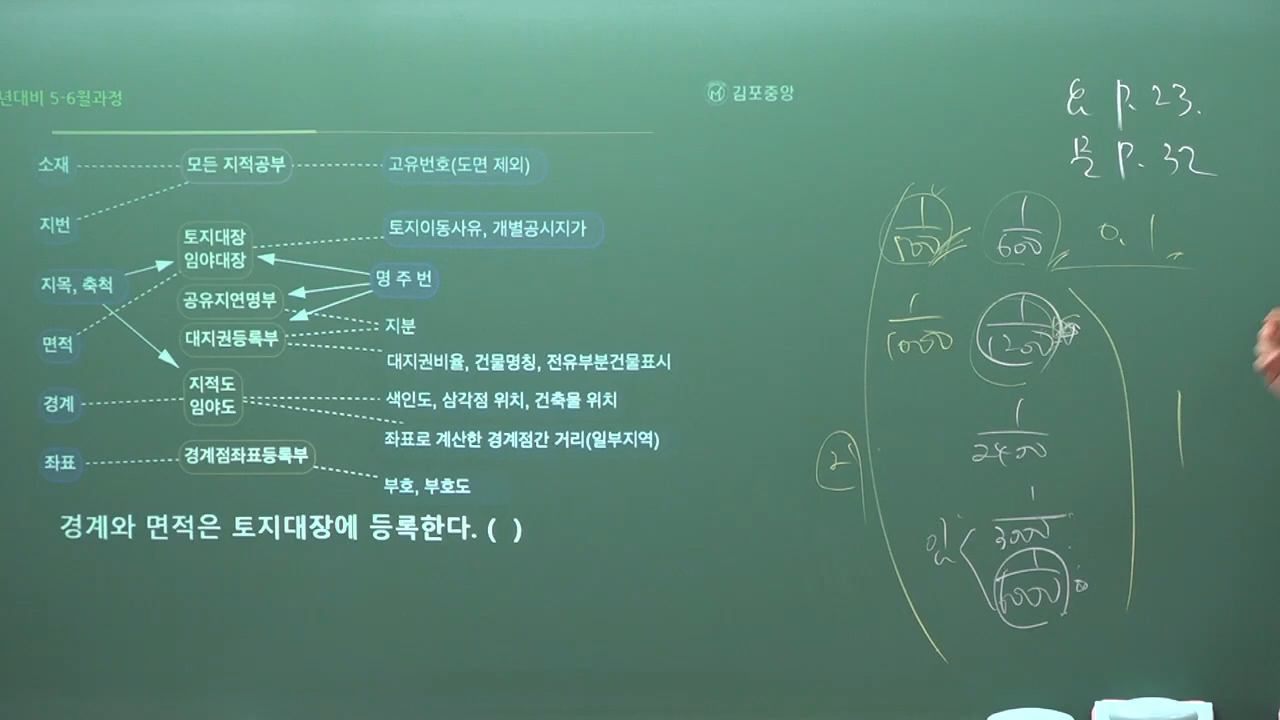 년대비 5-6월과정
김포중앙
소재
모든 지적공부
고유번호(도면 제외)
지번
토지대장
임야대장
토지이동사유, 개별공시지가
지목, 축척
명 주 번
공유지연명부
지분
면적
대지권등록부
대지권비율, 건물명칭, 전유부분건물표시
경계
지적도
임야도
색인도, 삼각점 위치, 건축물 위치
좌표로 계산한 경계점간 거리(일부지역)
좌표
경계점좌표등록부
부호, 부호도
경계와 면적은 토지대장에 등록한다. ( )
P. 23.
문 P. 32
1/500 1/600 0.1
1/1000 1/1200
1/2400 1
1/3000
1/6000